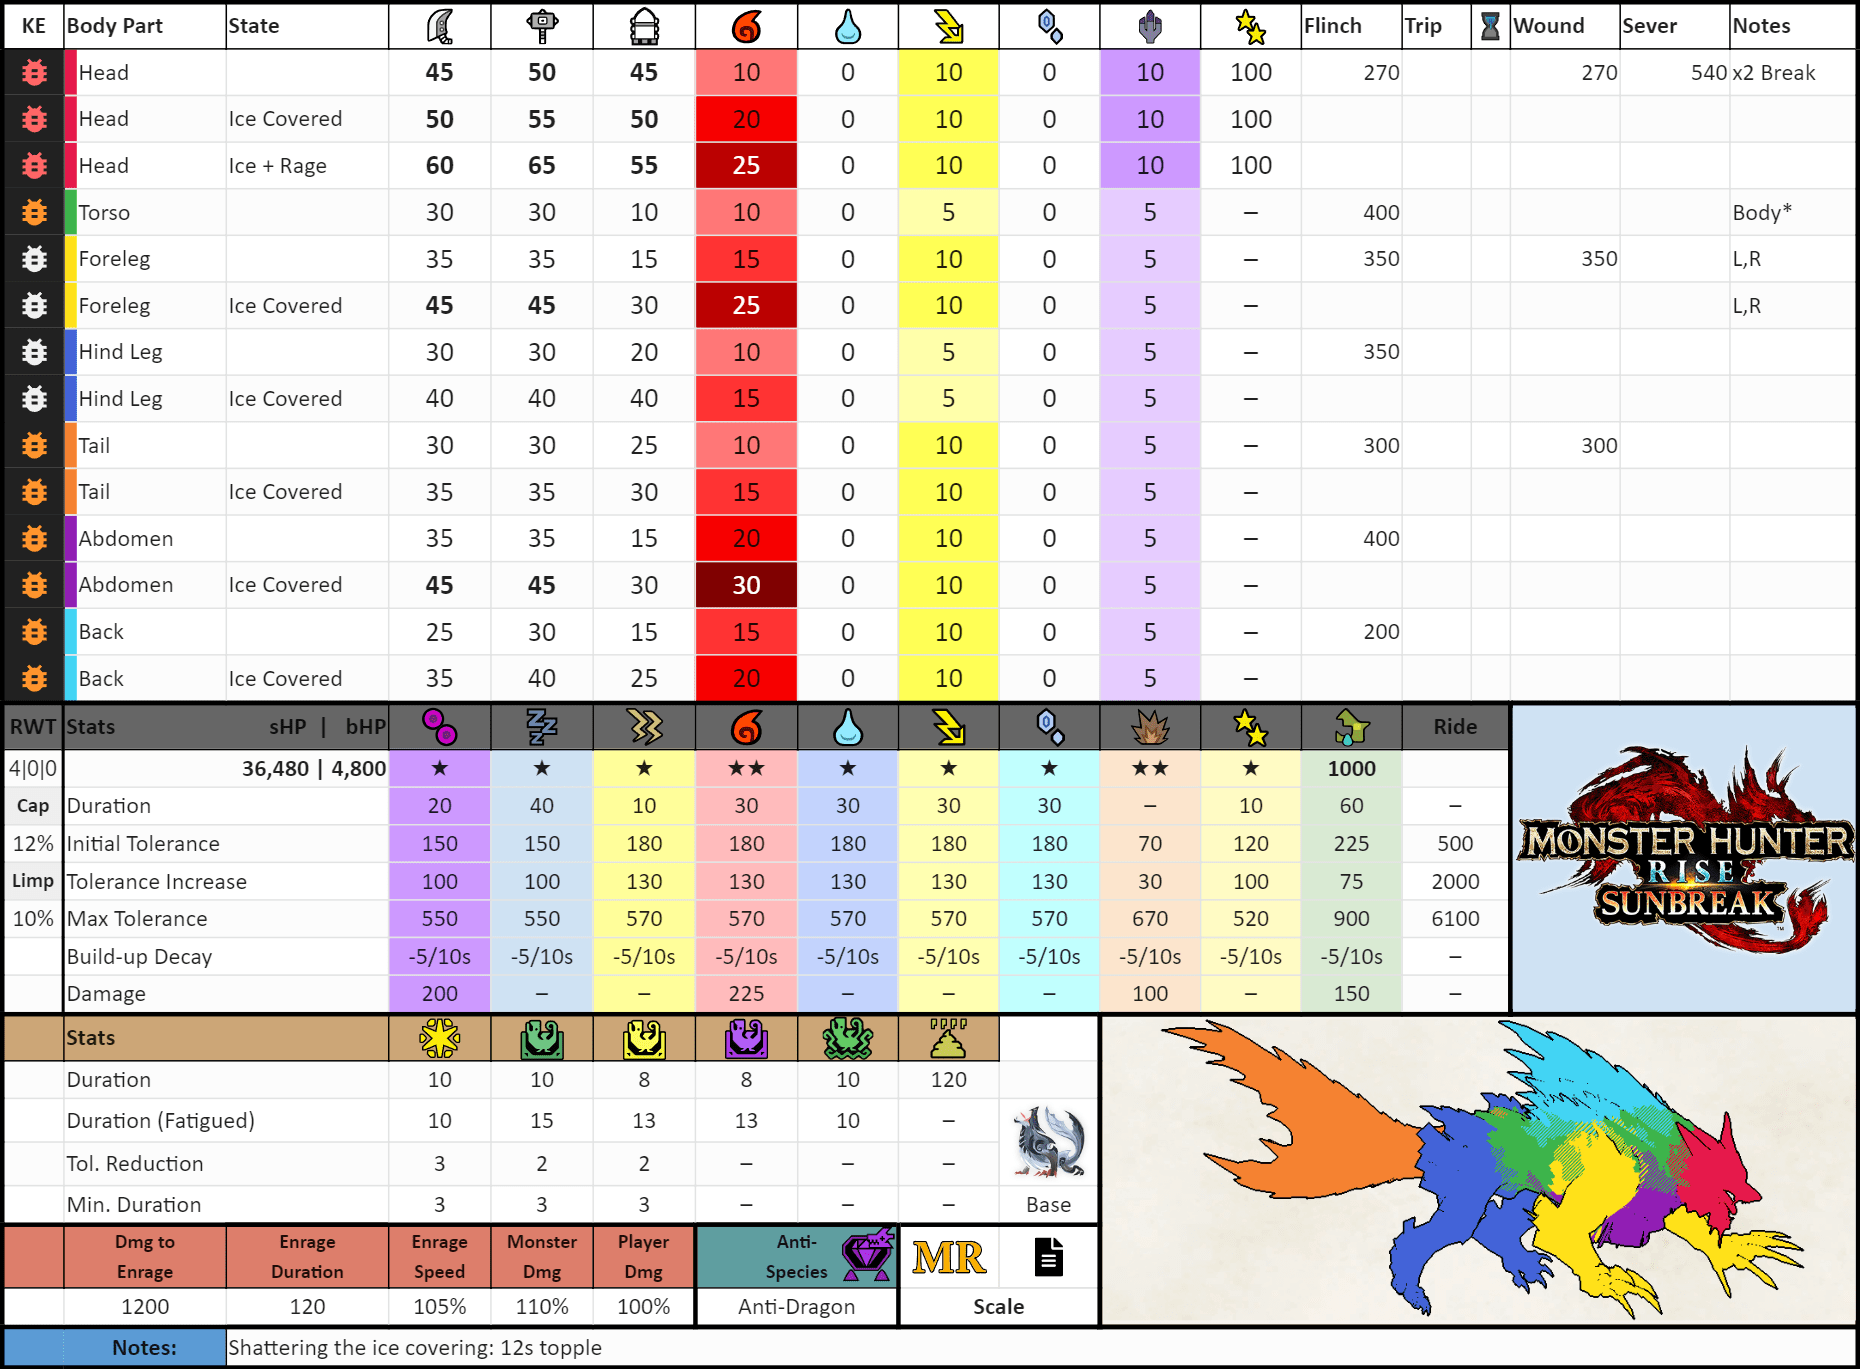 KE Body Part State Flinch Trip Wound Sever Notes
Head 45 50 45 10 0 10 0 10 100 270 270 540 x2 Break
Head Ice Covered 50 55 50 20 0 10 0 10 100
Head Ice + Rage 60 65 55 25 0 10 0 10 100
Torso 30 30 10 10 0 5 0 5 – 400 Body*
Foreleg 35 35 15 15 0 10 0 5 – 350 350 L,R
Foreleg Ice Covered 45 45 30 25 0 10 0 5 – L,R
Hind Leg 30 30 20 10 0 5 0 5 – 350
Hind Leg Ice Covered 40 40 40 15 0 5 0 5 –
Tail 30 30 25 10 0 10 0 5 – 300 300
Tail Ice Covered 35 35 30 15 0 10 0 5 –
Abdomen 35 35 15 20 0 10 0 5 – 400
Abdomen Ice Covered 45 45 30 30 0 10 0 5 –
Back 25 30 15 15 0 10 0 5 – 200
Back Ice Covered 35 40 25 20 0 10 0 5 –
RWT Stats sHP | bHP Ride
4|0|0 36,480 | 4,800 ★ ★ ★ ★★ ★ ★ ★ ★★ ★ 1000
Cap Duration 20 40 10 30 30 30 30 – 10 60 –
12% Initial Tolerance 150 150 180 180 180 180 180 70 120 225 500
Limp Tolerance Increase 100 100 130 130 130 130 130 30 100 75 2000
10% Max Tolerance 550 550 570 570 570 570 570 670 520 900 6100
Build-up Decay -5/10s -5/10s -5/10s -5/10s -5/10s -5/10s -5/10s -5/10s -5/10s -5/10s –
Damage 200 – – 225 – – – 100 – 150 –
MONSTER HUNTER
RISE
SUNBREAK
TM
Stats
Duration 10 10 8 8 10 120
Duration (Fatigued) 10 15 13 13 10 –
Tol. Reduction 3 2 2 – – –
Min. Duration 3 3 3 – – – Base
Dmg to Enrage Enrage Monster Player Anti-
Enrage Duration Speed Dmg Dmg Species MR
1200 120 105% 110% 100% Anti-Dragon Scale
Notes: Shattering the ice covering: 12s topple